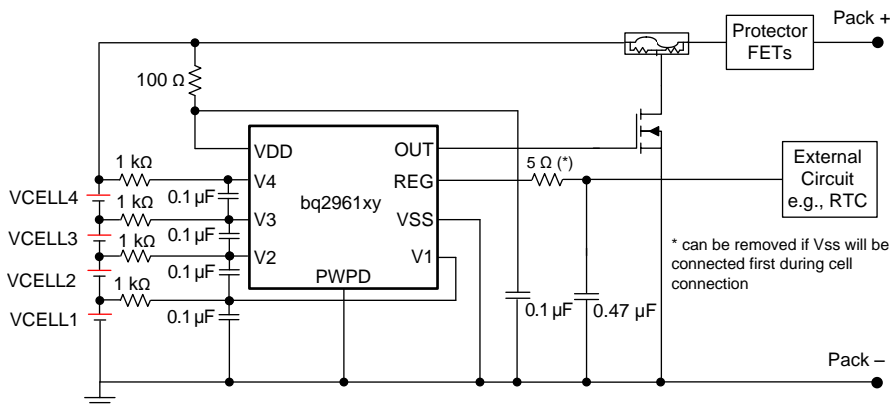 Pack +
Protector
FETs
100 Ω
VDD
OUT
1 kΩ
V4
REG
5 Ω (*)
External
Circuit
e.g., RTC
VCELL4
0.1 µF
1 kΩ
bq2961xy
V3
VSS
VCELL3
0.1 µF
1 kΩ
V2
V1
* can be removed if Vss will be
connected first during cell
connection
VCELL2
0.1 µF
PWPD
1 kΩ
VCELL1
0.1 µF
0.1 µF
0.47 µF
Pack –